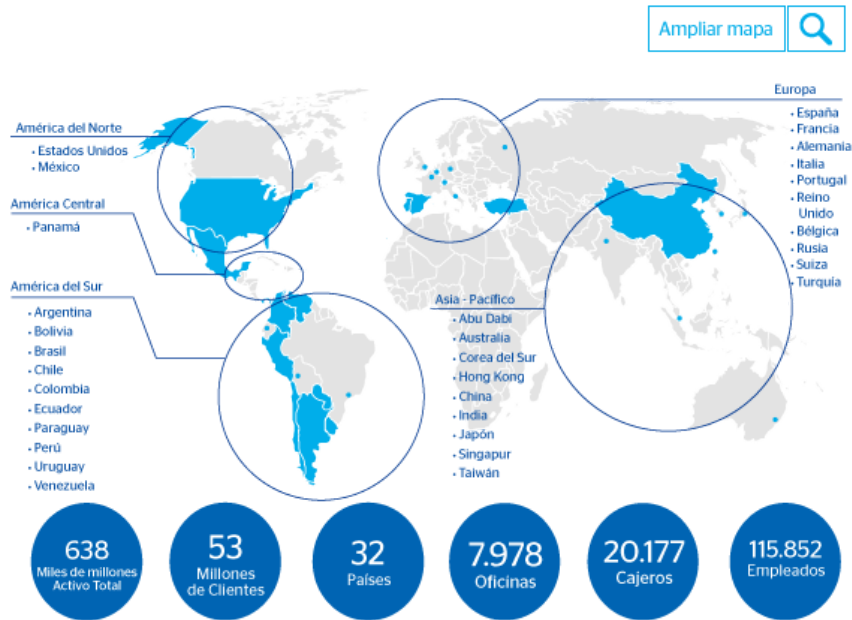 Ampliar mapa
América del Norte
• Estados Unidos
• México
América Central
• Panamá
América del Sur
• Argentina
• Bolivia
• Brasil
• Chile
• Colombia
• Ecuador
• Paraguay
• Perú
• Uruguay
• Venezuela
Europa
• España
• Francia
• Alemania
• Italia
• Portugal
• Reino
Unido
• Bélgica
• Rusia
• Suiza
• Turquía
Asia - Pacífico
• Abu Dabi
• Australia
• Corea del Sur
• Hong Kong
• China
• India
• Japón
• Singapur
• Taiwán
638
Miles de millones
Activo Total
53
Millones
de Clientes
32
Países
7.978
Oficinas
20.177
Cajeros
115.852
Empleados